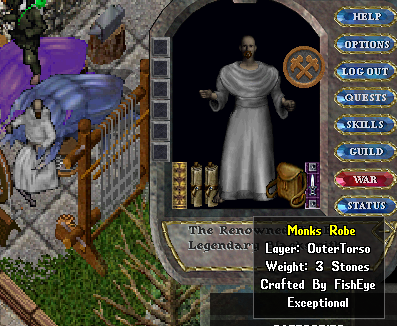 HELP
OPTIONS
LOG OUT
QUESTS
SKILLS
GUILD
WAR
STATUS
The Renowned
Legendary
Monks Robe
Layer: OuterTorso
Weight: 3 Stones
Crafted By FishEye
Exceptional